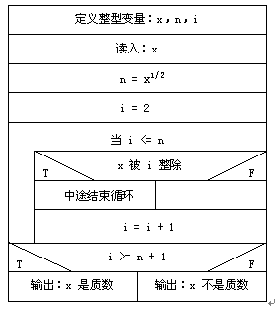 定义整型变量：x，n，i
读入：x
n = x^{1/2}
i = 2
当 i <= n
x 被 i 整除
T F
中途结束循环
i = i + 1
i >= n + 1
T F
输出：x 是质数 输出：x 不是质数